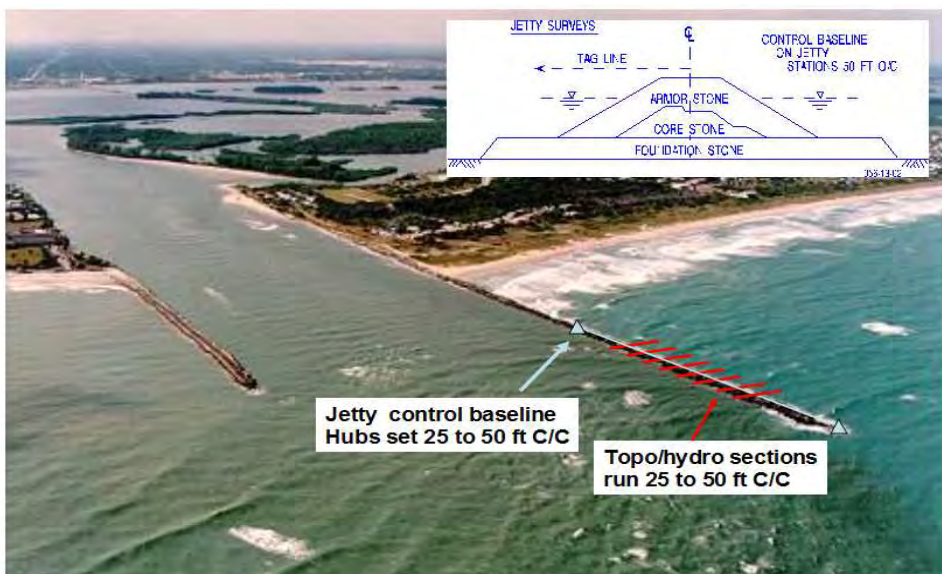 JETTY SURVEYS
℄
CONTROL BASELINE
ON JETTY
STATIONS 50 FT O/C
TAG LINE
ARMOR STONE
CORE STONE
FOUNDATION STONE
Jetty control baseline
Hubs set 25 to 50 ft C/C
Topo/hydro sections
run 25 to 50 ft C/C